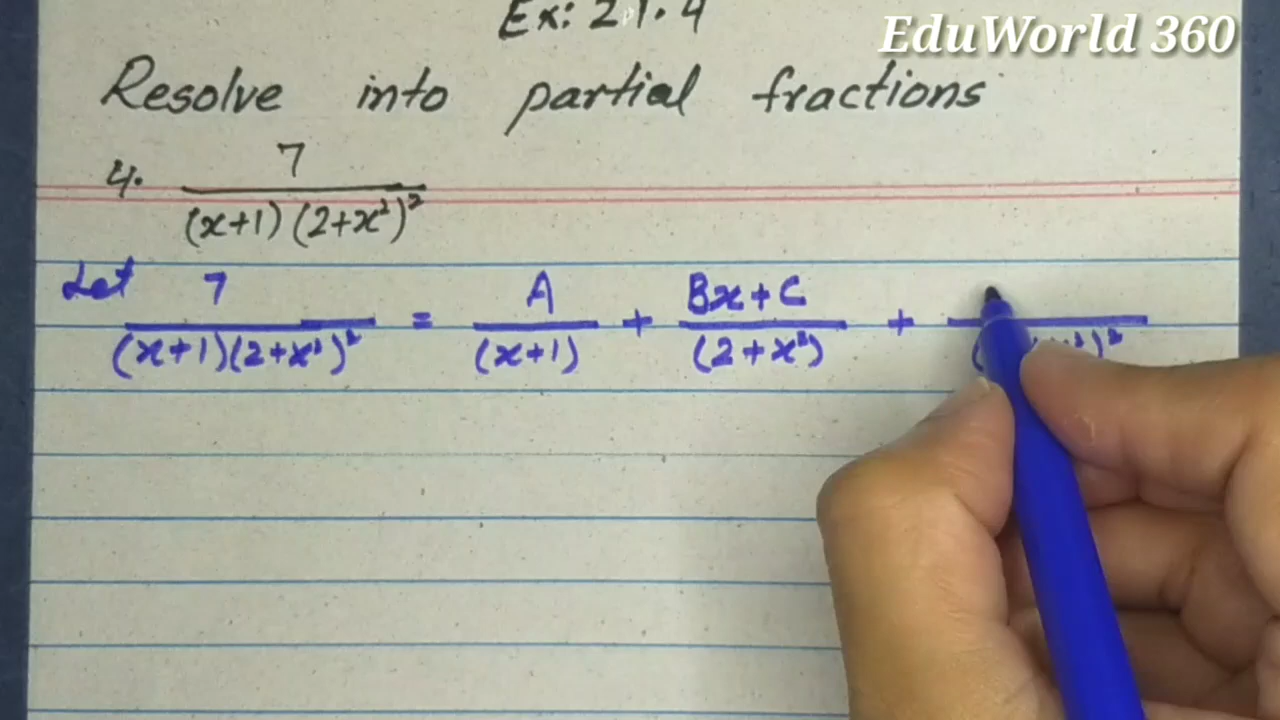 Ex: 21.4
EduWorld 360
Resolve into partial fractions
4. 7
(x+1) (2+x²)²
Let 7 = A + Bx+C +
(x+1)(2+x²)² (x+1) (2+x²)